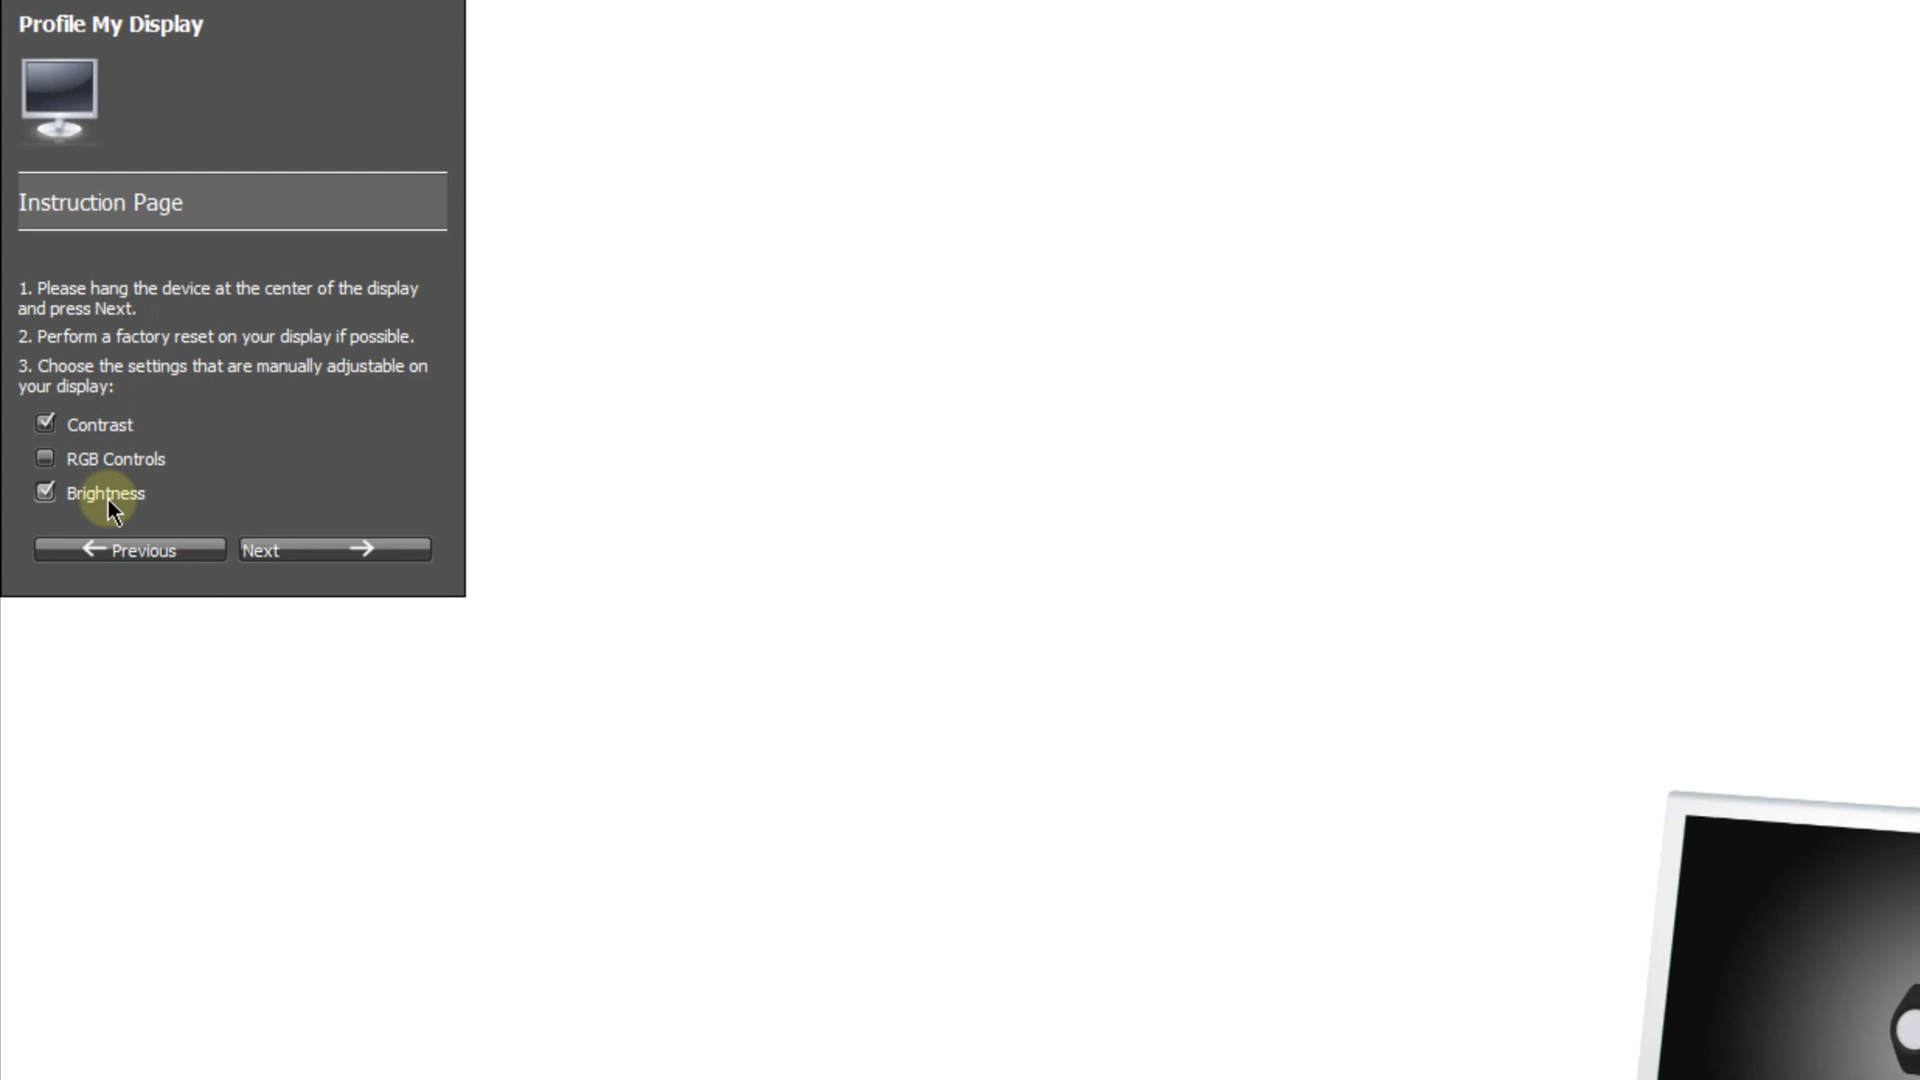 Profile My Display
Instruction Page
1. Please hang the device at the center of the display
and press Next.
2. Perform a factory reset on your display if possible.
3. Choose the settings that are manually adjustable on
your display:
Contrast
RGB Controls
Brightness
Previous
Next